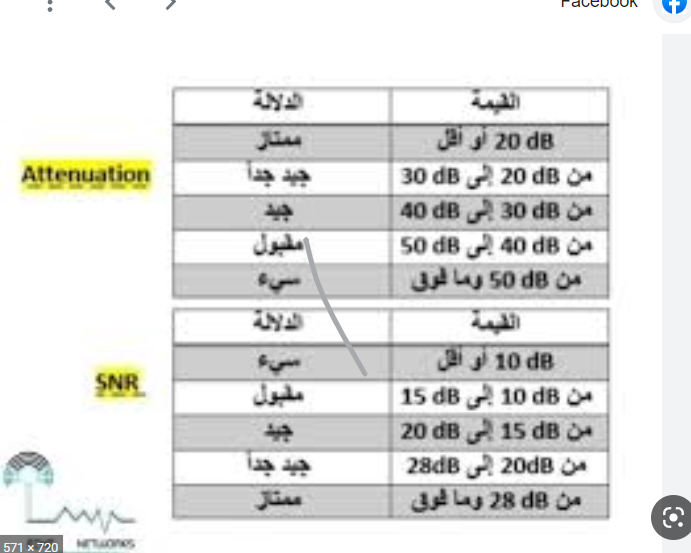 Facebook
القيمة الدلالة
20 dB أو أقل ممتاز
من 20 dB إلى 30 dB جيد جداً
Attenuation
من 30 dB إلى 40 dB جيد
من 40 dB إلى 50 dB مقبول
من 50 dB وما فوق سيء
القيمة الدلالة
10 dB أو أقل سيء
SNR
من 10 dB إلى 15 dB مقبول
من 15 dB إلى 20 dB جيد
من 20dB إلى 28dB جيد جداً
من 28 dB وما فوق ممتاز
NETWORKS
571 × 720